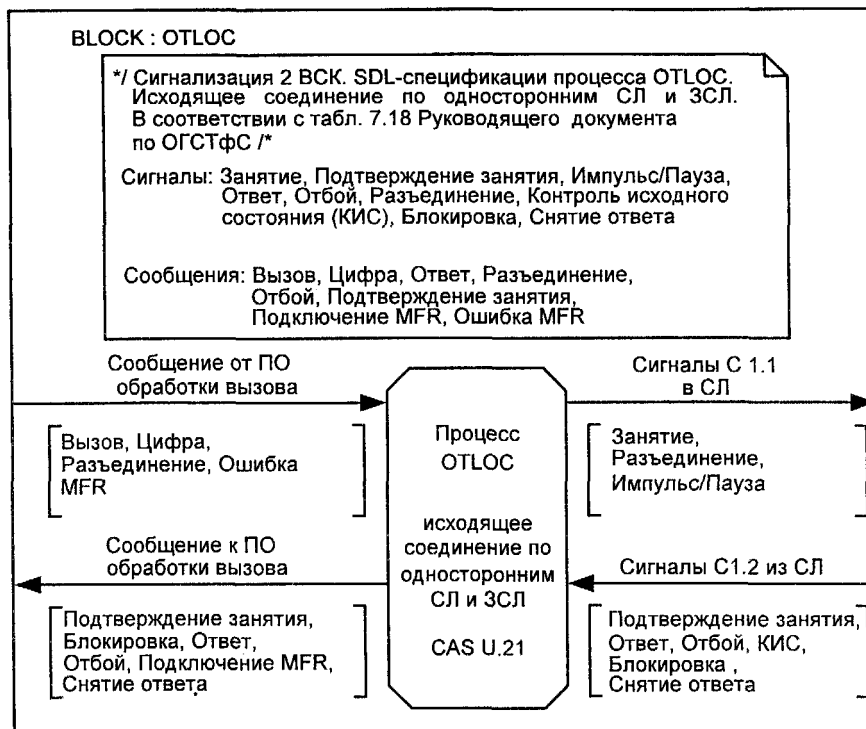 BLOCK : OTLOC
*/ Сигнализация 2 ВСК. SDL-спецификации процесса OTLOC.
Исходящее соединение по односторонним СЛ и ЗСЛ.
В соответствии с табл. 7.18 Руководящего документа
по ОГСТфС /*
Сигналы: Занятие, Подтверждение занятия, Импульс/Пауза,
Ответ, Отбой, Разъединение, Контроль исходного
состояния (КИС), Блокировка, Снятие ответа
Сообщения: Вызов, Цифра, Ответ, Разъединение,
Отбой, Подтверждение занятия,
Подключение MFR, Ошибка MFR
Сообщение от ПО
обработки вызова
Вызов, Цифра,
Разъединение, Ошибка
MFR
Сообщение к ПО
обработки вызова
Подтверждение занятия,
Блокировка, Ответ,
Отбой, Подключение MFR,
Снятие ответа
Процесс
OTLOC
исходящее
соединение по
односторонним
СЛ и ЗСЛ
CAS U.21
Сигналы С 1.1
в СЛ
Занятие,
Разъединение,
Импульс/Пауза
Сигналы С1.2 из СЛ
Подтверждение занятия,
Ответ, Отбой, КИС,
Блокировка ,
Снятие ответа